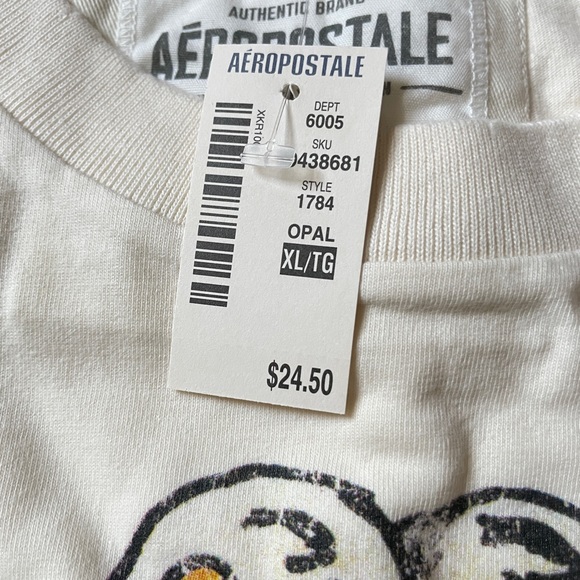 AUTHENTIC BRAND
AÉROPOSTALE
AÉROPOSTALE
DEPT
6005
SKU
438681
STYLE
1784
OPAL
XL/TG
$24.50